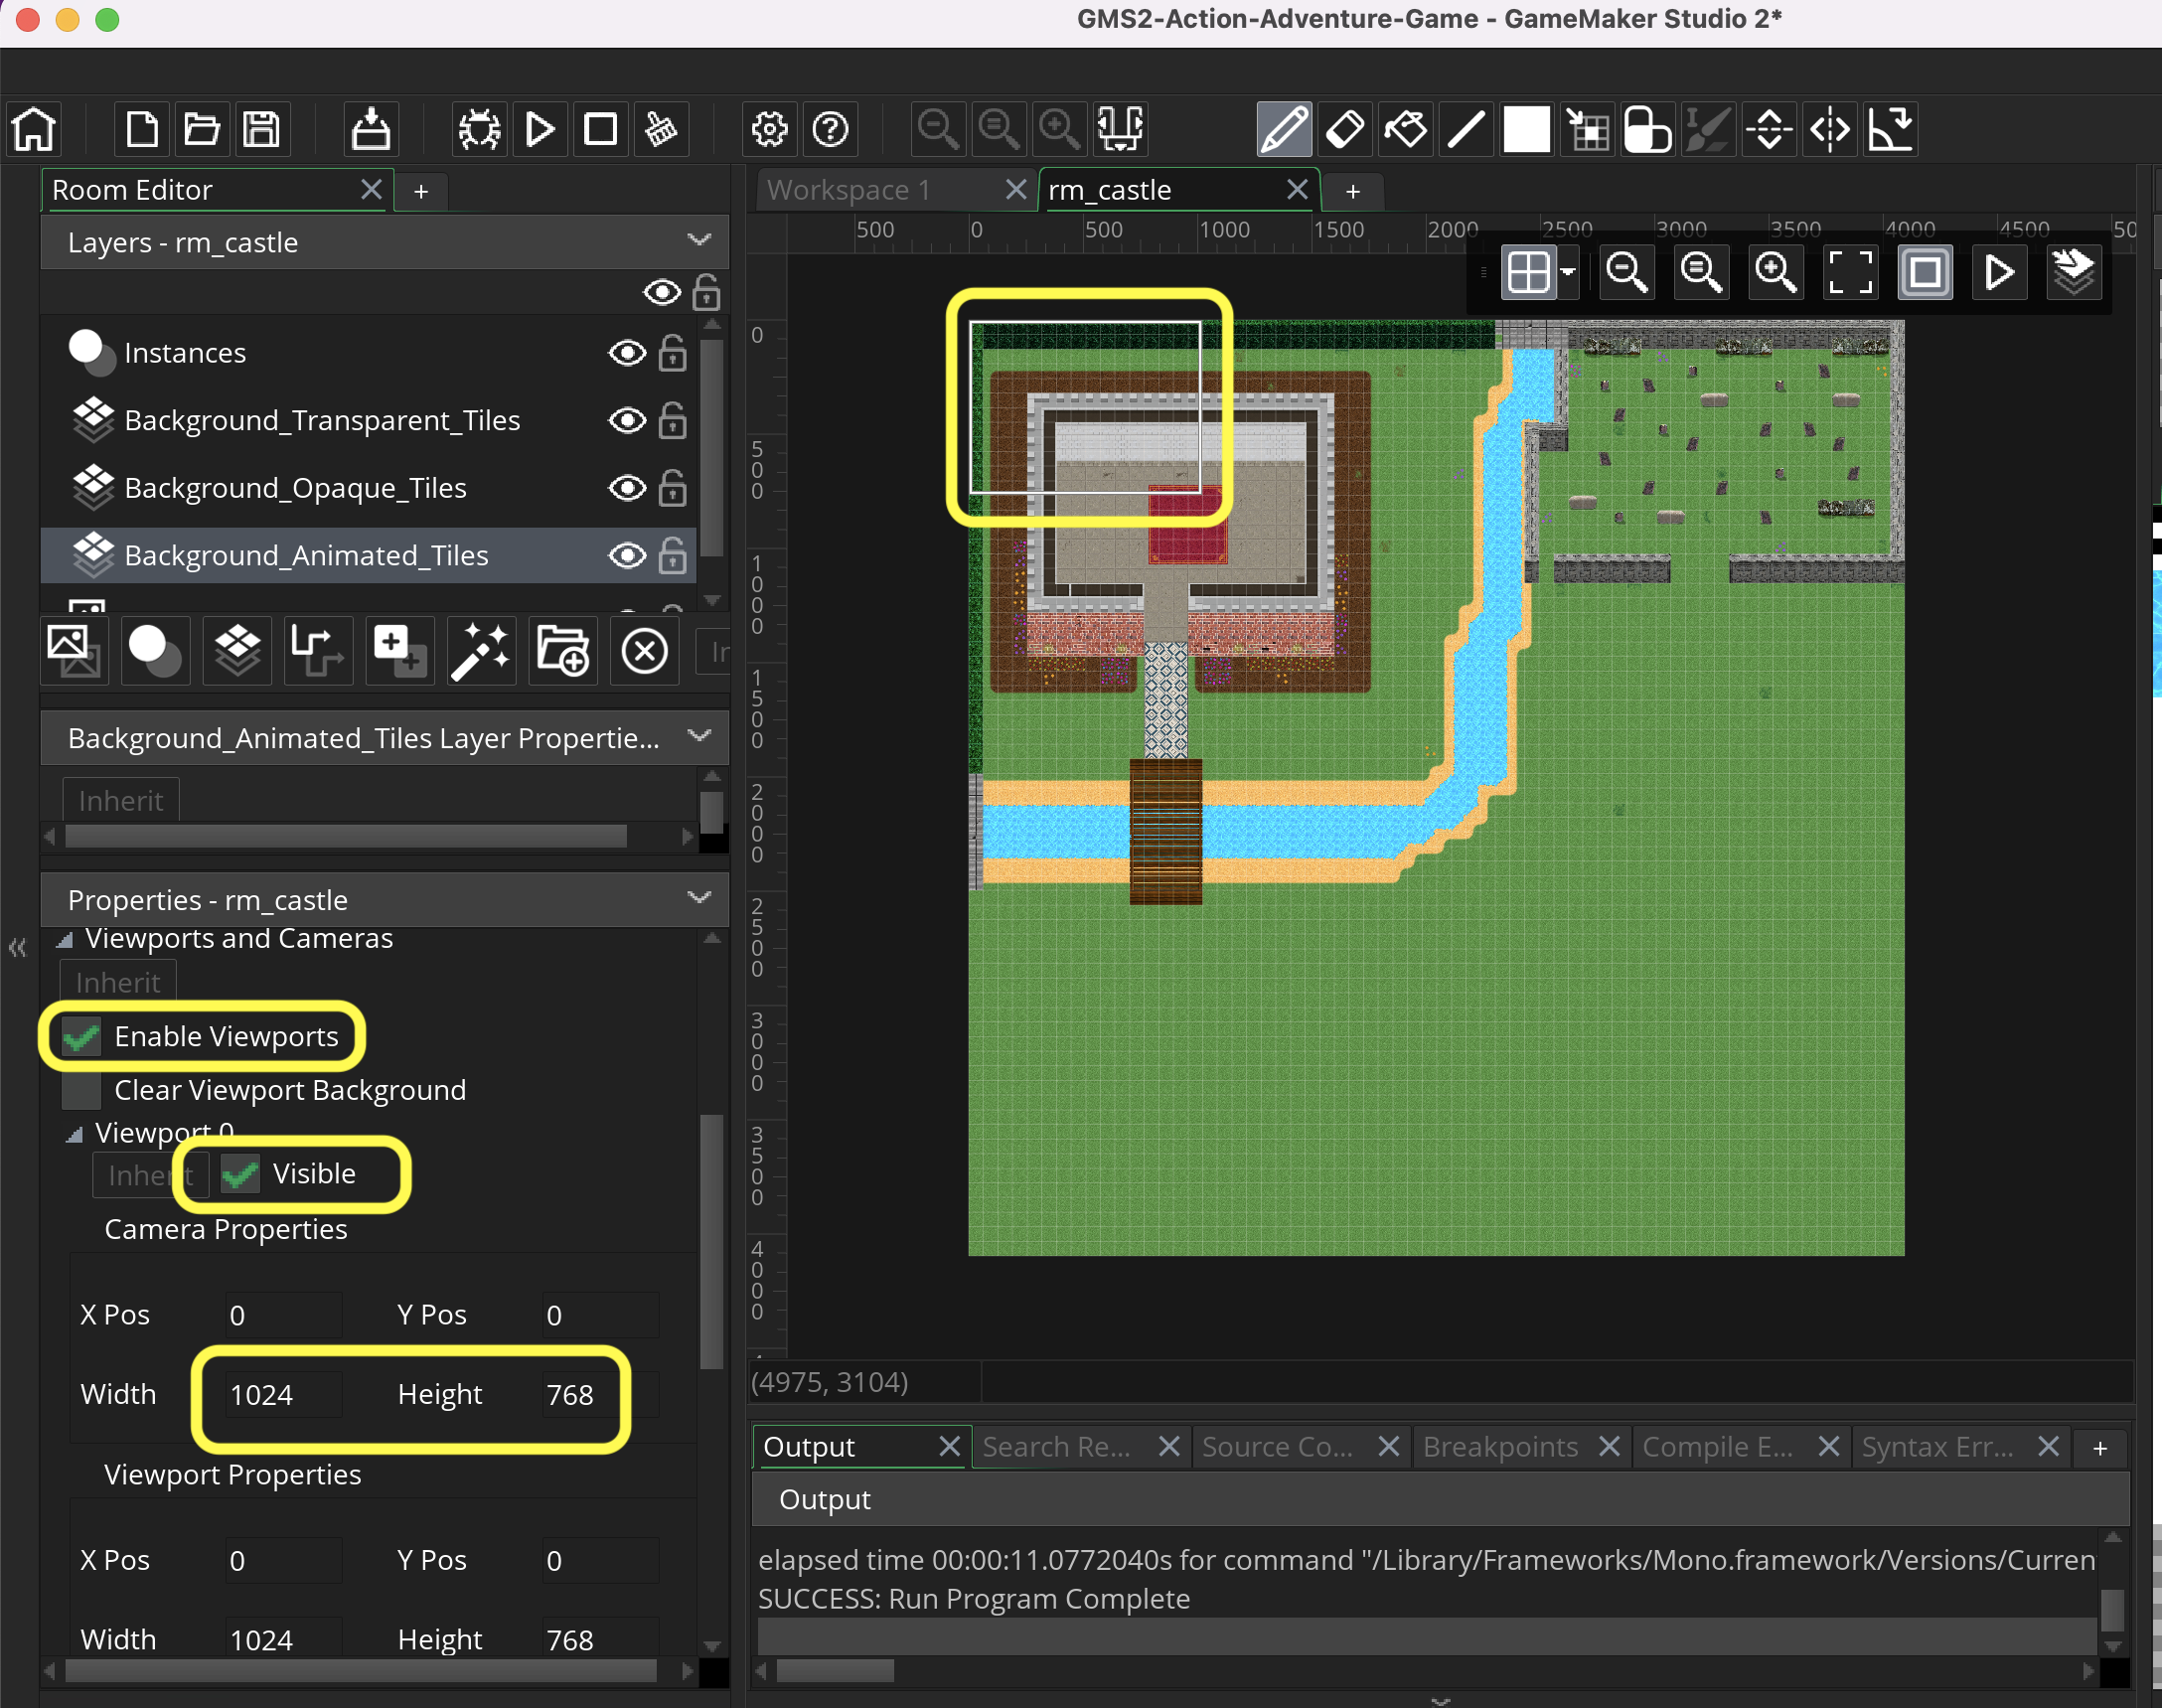 GMS2-Action-Adventure-Game - GameMaker Studio 2*
Room Editor
+
Workspace 1
rm_castle
+
Layers - rm_castle
500 0 500 1000 1500 2000 2500 3000 3500 4000 4500 50
Instances
Background_Transparent_Tiles
Background_Opaque_Tiles
Background_Animated_Tiles
0
500
1000
1500
2000
2500
3000
3500
4000
In
Background_Animated_Tiles Layer Propertie...
Inherit
Properties - rm_castle
Viewports and Cameras
Inherit
Enable Viewports
Clear Viewport Background
Viewport 0
Inherit
Visible
Camera Properties
X Pos 0 Y Pos 0
Width 1024 Height 768
Viewport Properties
X Pos 0 Y Pos 0
Width 1024 Height 768
(4975, 3104)
Output Search Re... Source Co... Breakpoints Compile E... Syntax Err... +
Output
elapsed time 00:00:11.0772040s for command "/Library/Frameworks/Mono.framework/Versions/Curren
SUCCESS: Run Program Complete